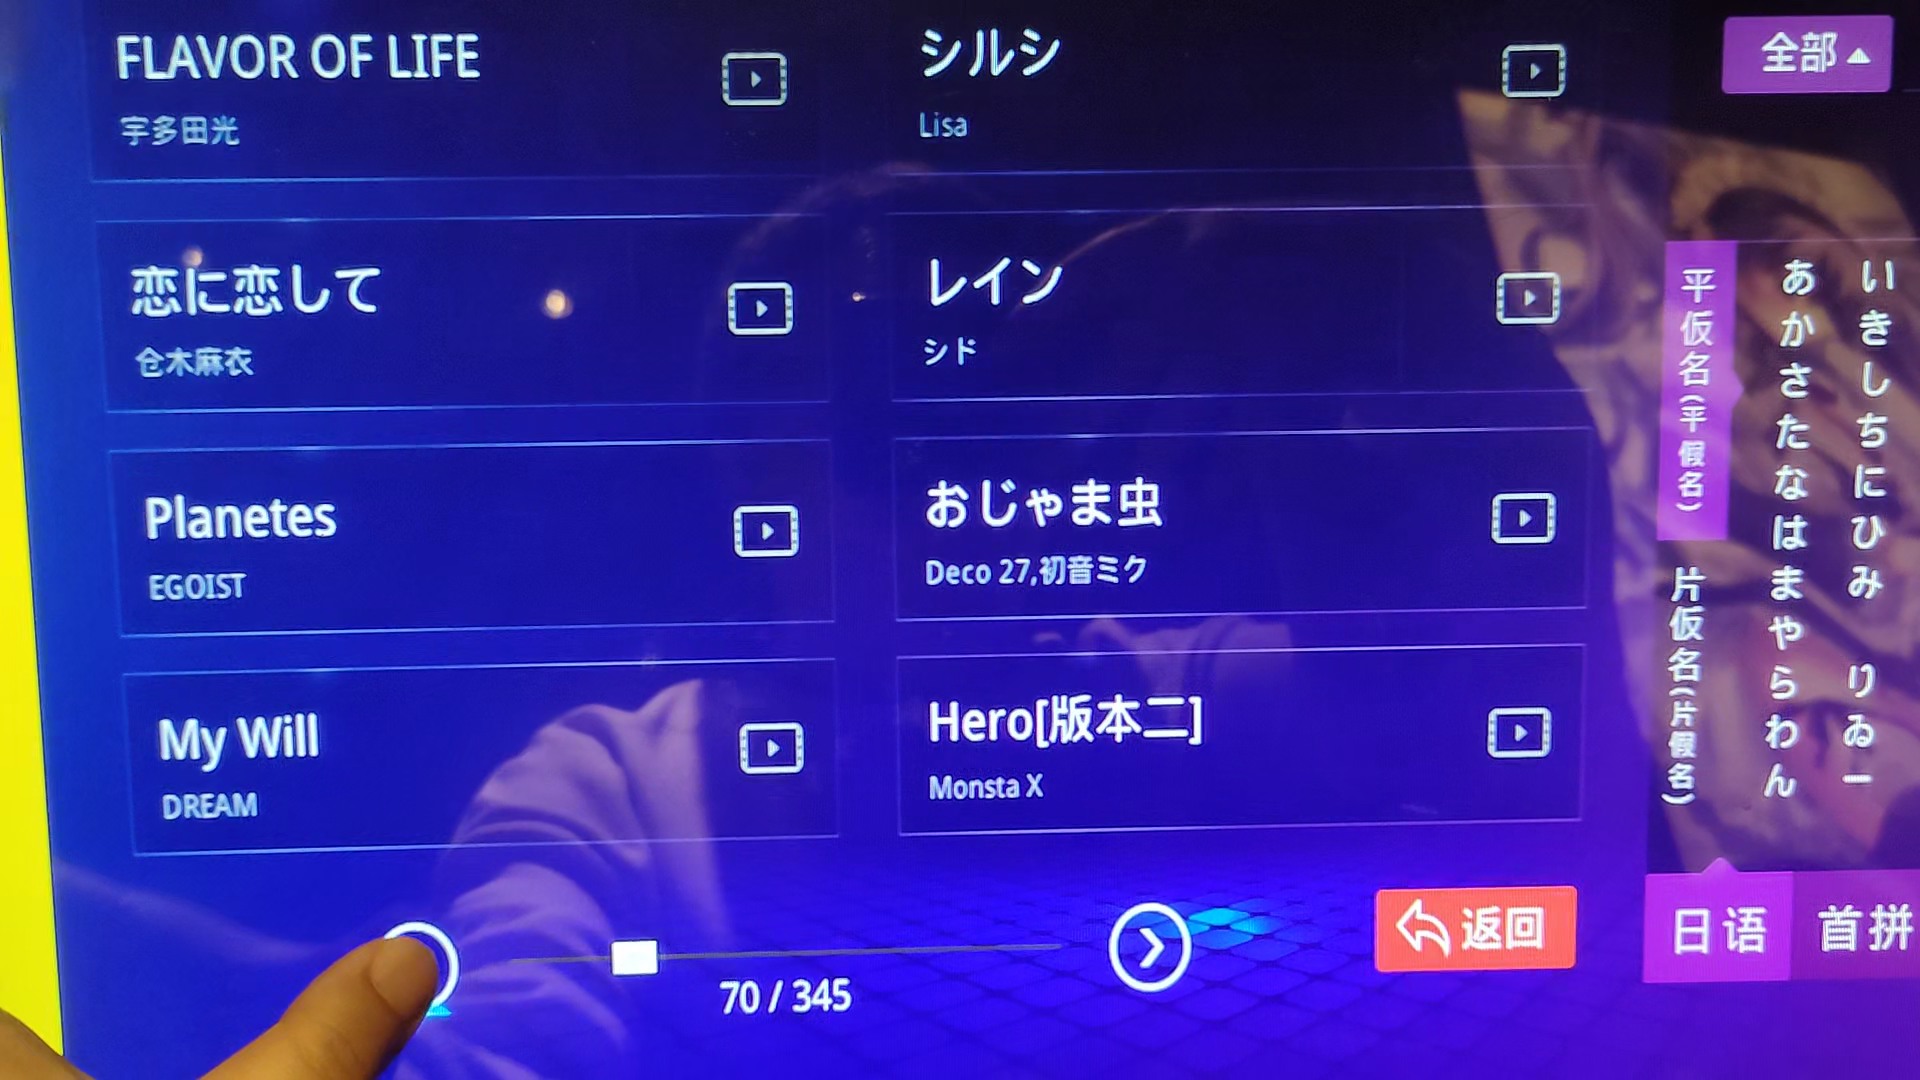 FLAVOR OF LIFE
宇多田光
シルシ
Lisa
恋に恋して
仓木麻衣
レイン
シド
Planetes
EGOIST
おじゃま虫
Deco 27,初音ミク
My Will
DREAM
Hero[版本二]
Monsta X
70 / 345
返回
全部
平仮名(平假名)
片仮名(片假名)
あかさたなはまやらわん
いきしちにひみ りゐー
日语
首拼